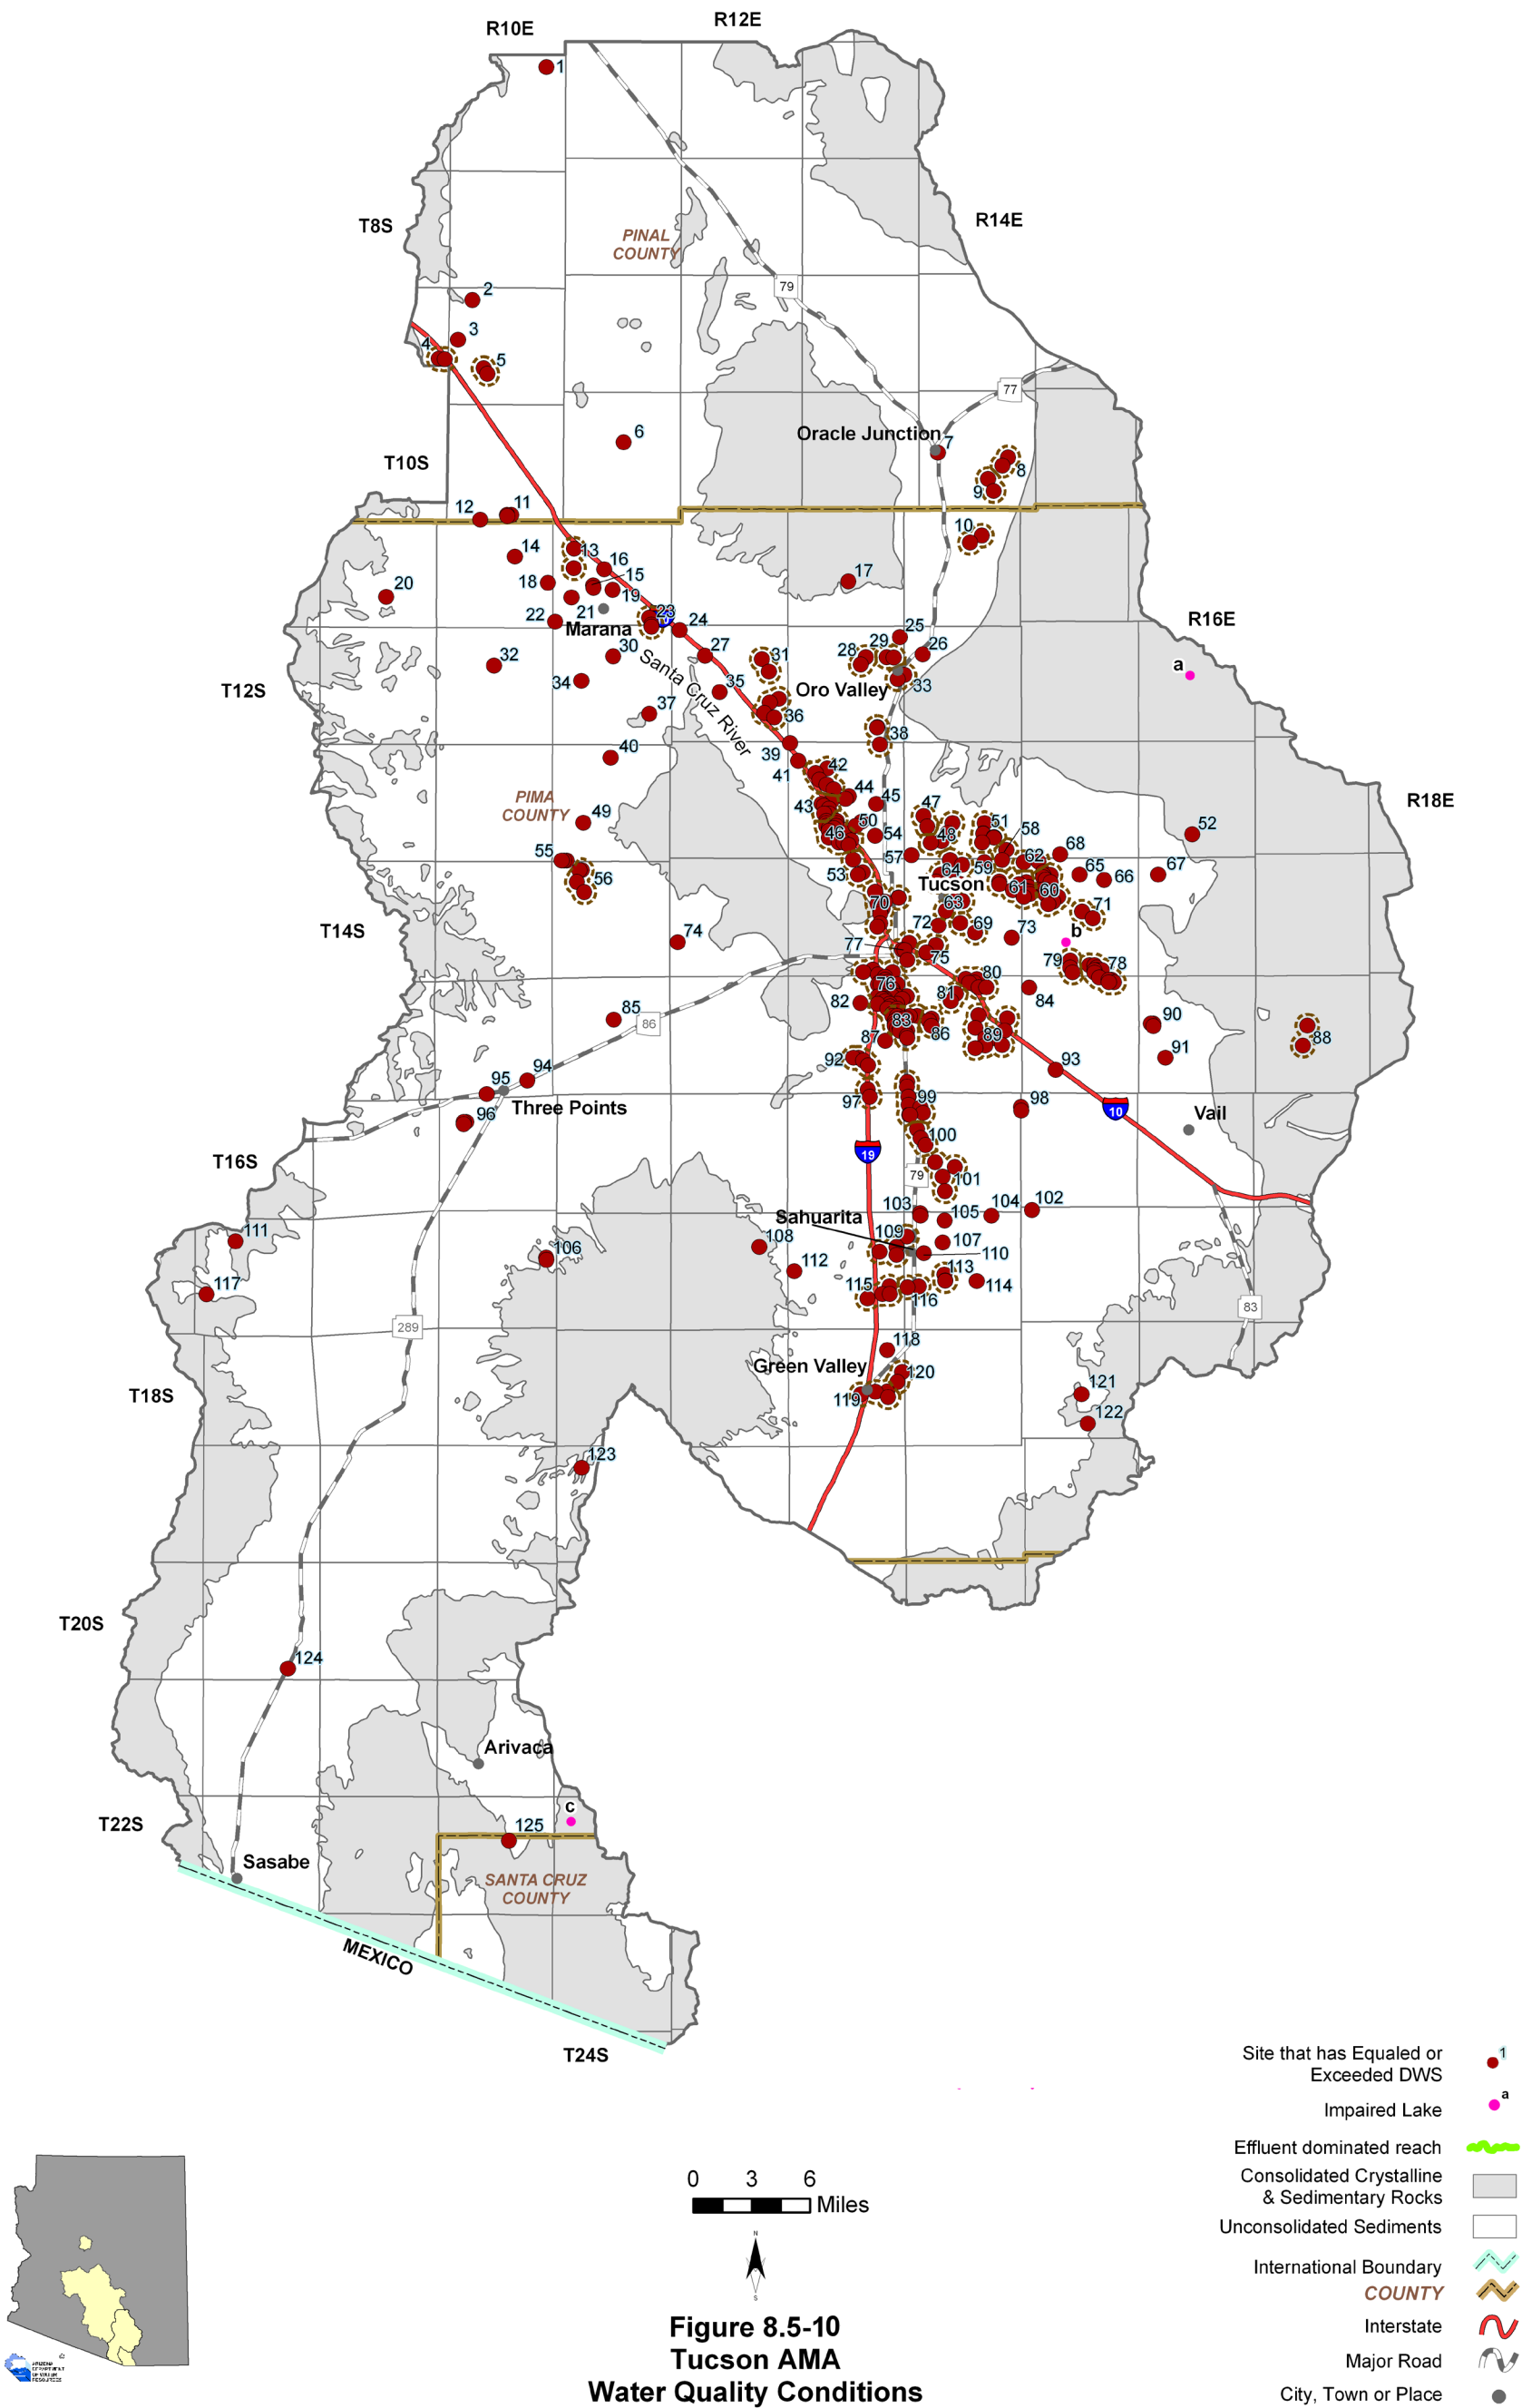 R10E
R12E
1
T8S
R14E
PINAL
COUNTY
79
2
3
4
5
77
Oracle Junction
7
6
8
T10S
9
12
11
10
13
14
16
15
17
18
20
19
21
22
23
24
Marana
R16E
25
26
27
28
29
30
31
32
a
33
34
35
Oro Valley
T12S
Santa Cruz River
36
37
38
39
40
41
42
43
44
45
PIMA
COUNTY
R18E
46
47
48
49
50
51
52
53
54
55
56
57
58
59
60
61
62
63
64
65
66
67
68
Tucson
69
70
71
72
73
T14S
74
b
75
76
77
78
79
80
81
82
83
84
85
86
86
87
88
89
90
91
92
93
94
95
96
97
98
99
Three Points
10
Vail
100
19
T16S
79
101
102
103
104
105
Sahuarita
106
107
108
109
110
111
112
113
114
115
116
117
83
289
118
Green Valley
119
120
T18S
121
122
123
T20S
124
Arivaca
c
T22S
125
Sasabe
SANTA CRUZ
COUNTY
MEXICO
T24S
Site that has Equaled or
Exceeded DWS
1
Impaired Lake
a
Effluent dominated reach
Consolidated Crystalline
& Sedimentary Rocks
Unconsolidated Sediments
International Boundary
COUNTY
Interstate
Major Road
City, Town or Place
0 3 6
Miles
N
S
Figure 8.5-10
Tucson AMA
Water Quality Conditions